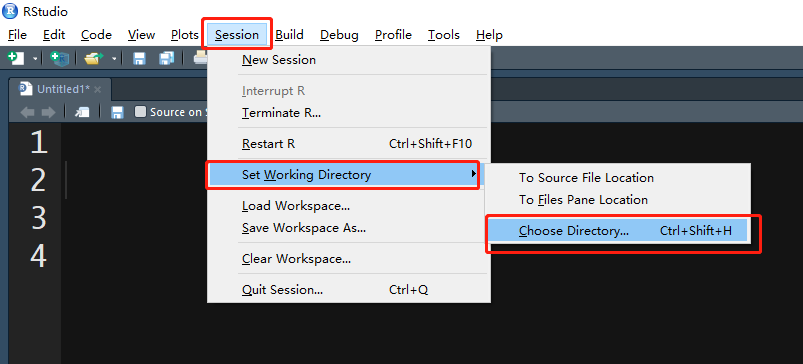 RStudio
File Edit Code View Plots Session Build Debug Profile Tools Help
New Session
Untitled1*
Interrupt R
Source on S
Terminate R...
1
Restart R Ctrl+Shift+F10
2
Set Working Directory
To Source File Location
To Files Pane Location
3
Load Workspace...
Save Workspace As...
Choose Directory... Ctrl+Shift+H
4
Clear Workspace...
Quit Session... Ctrl+Q